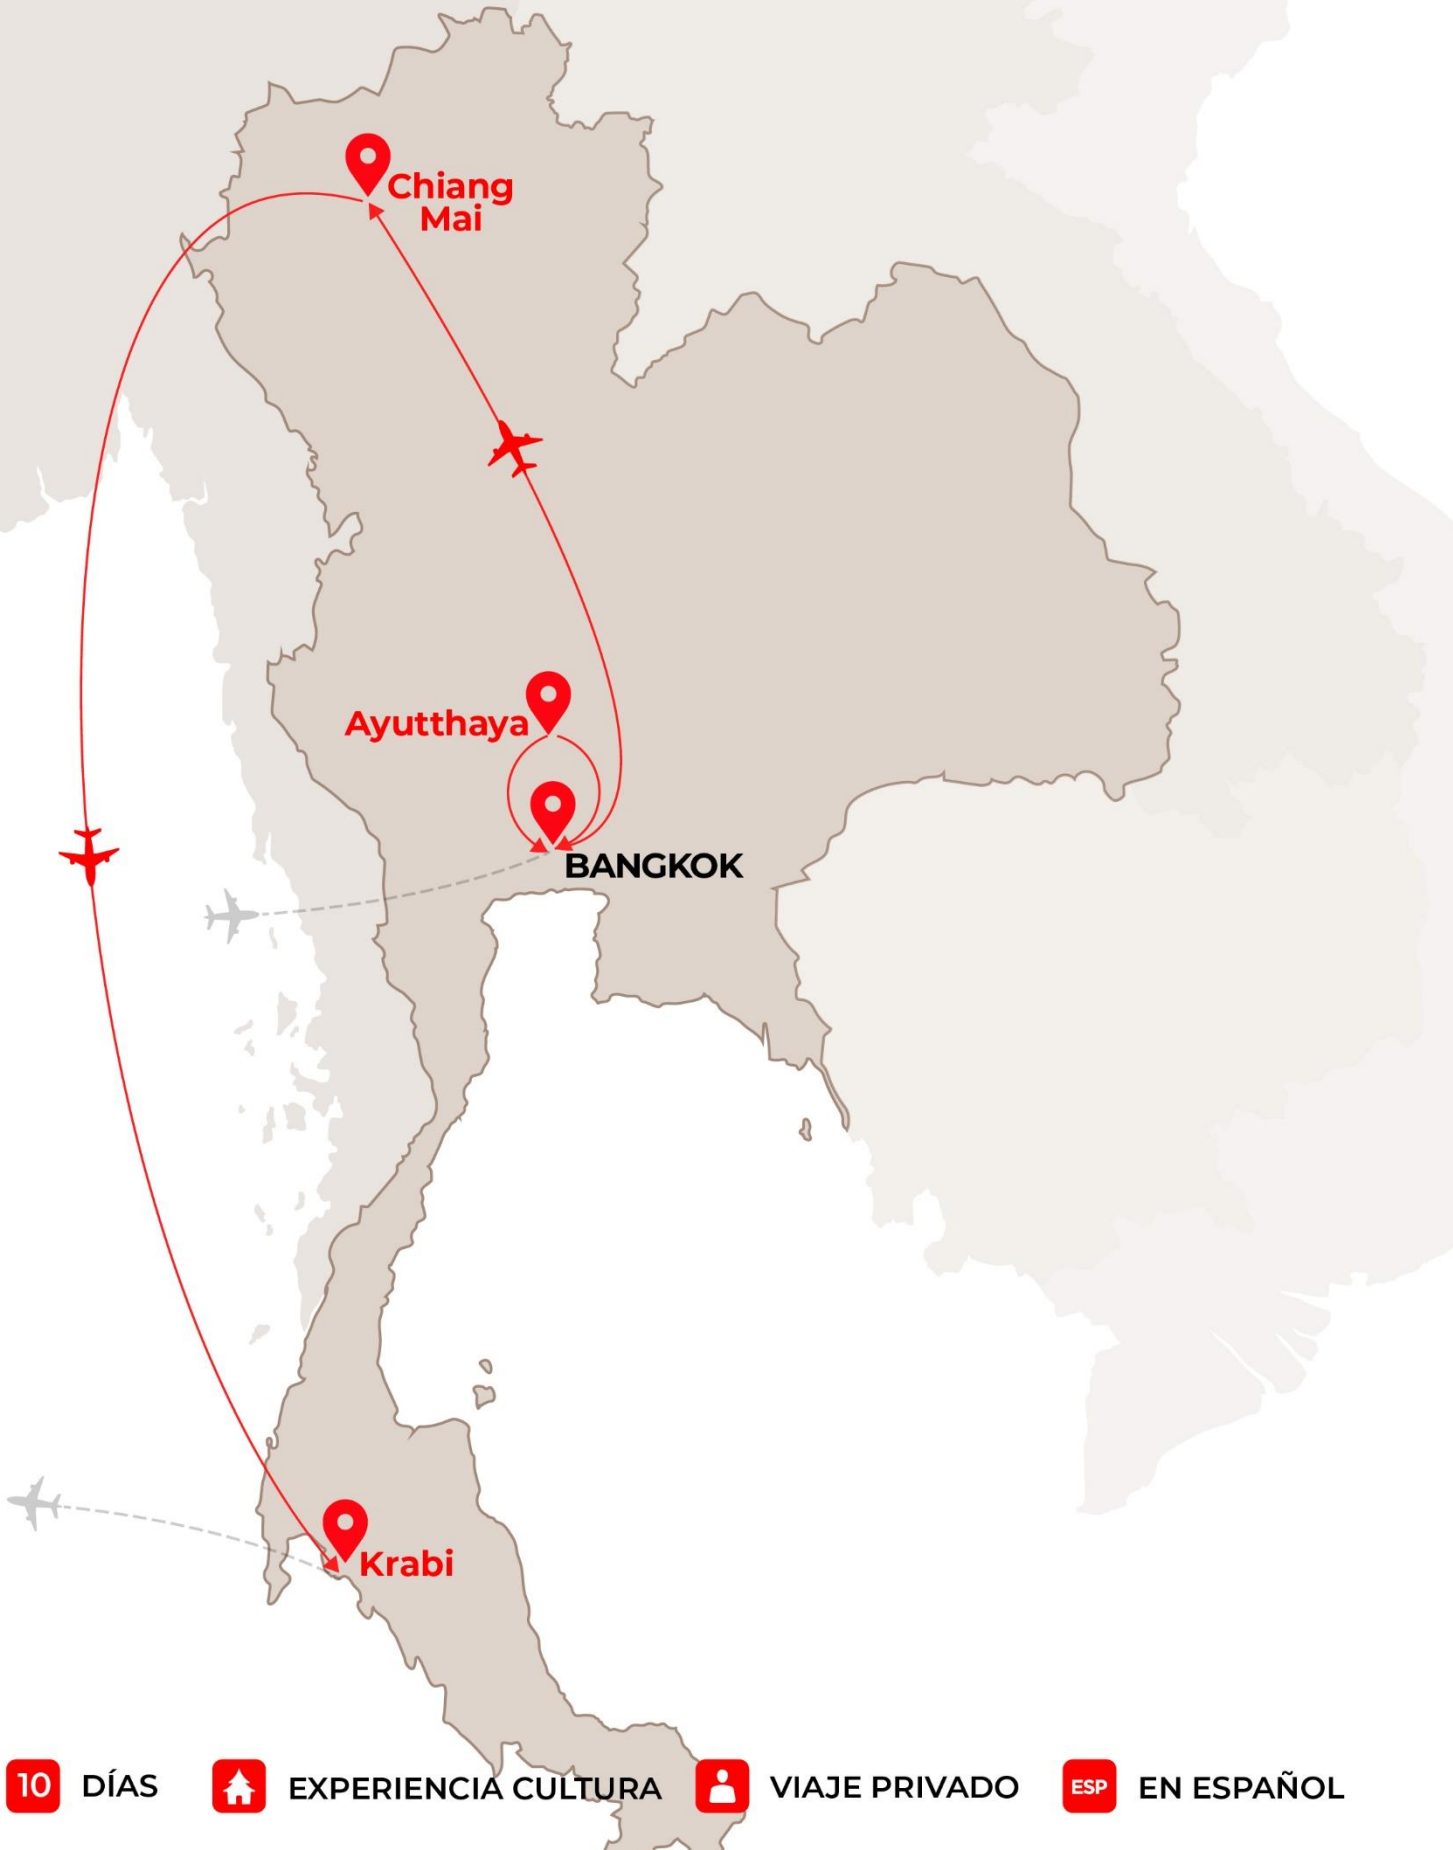 Chiang
Mai
Ayutthaya
BANGKOK
Krabi
10 DÍAS
EXPERIENCIA CULTURA
VIAJE PRIVADO
ESP EN ESPAÑOL